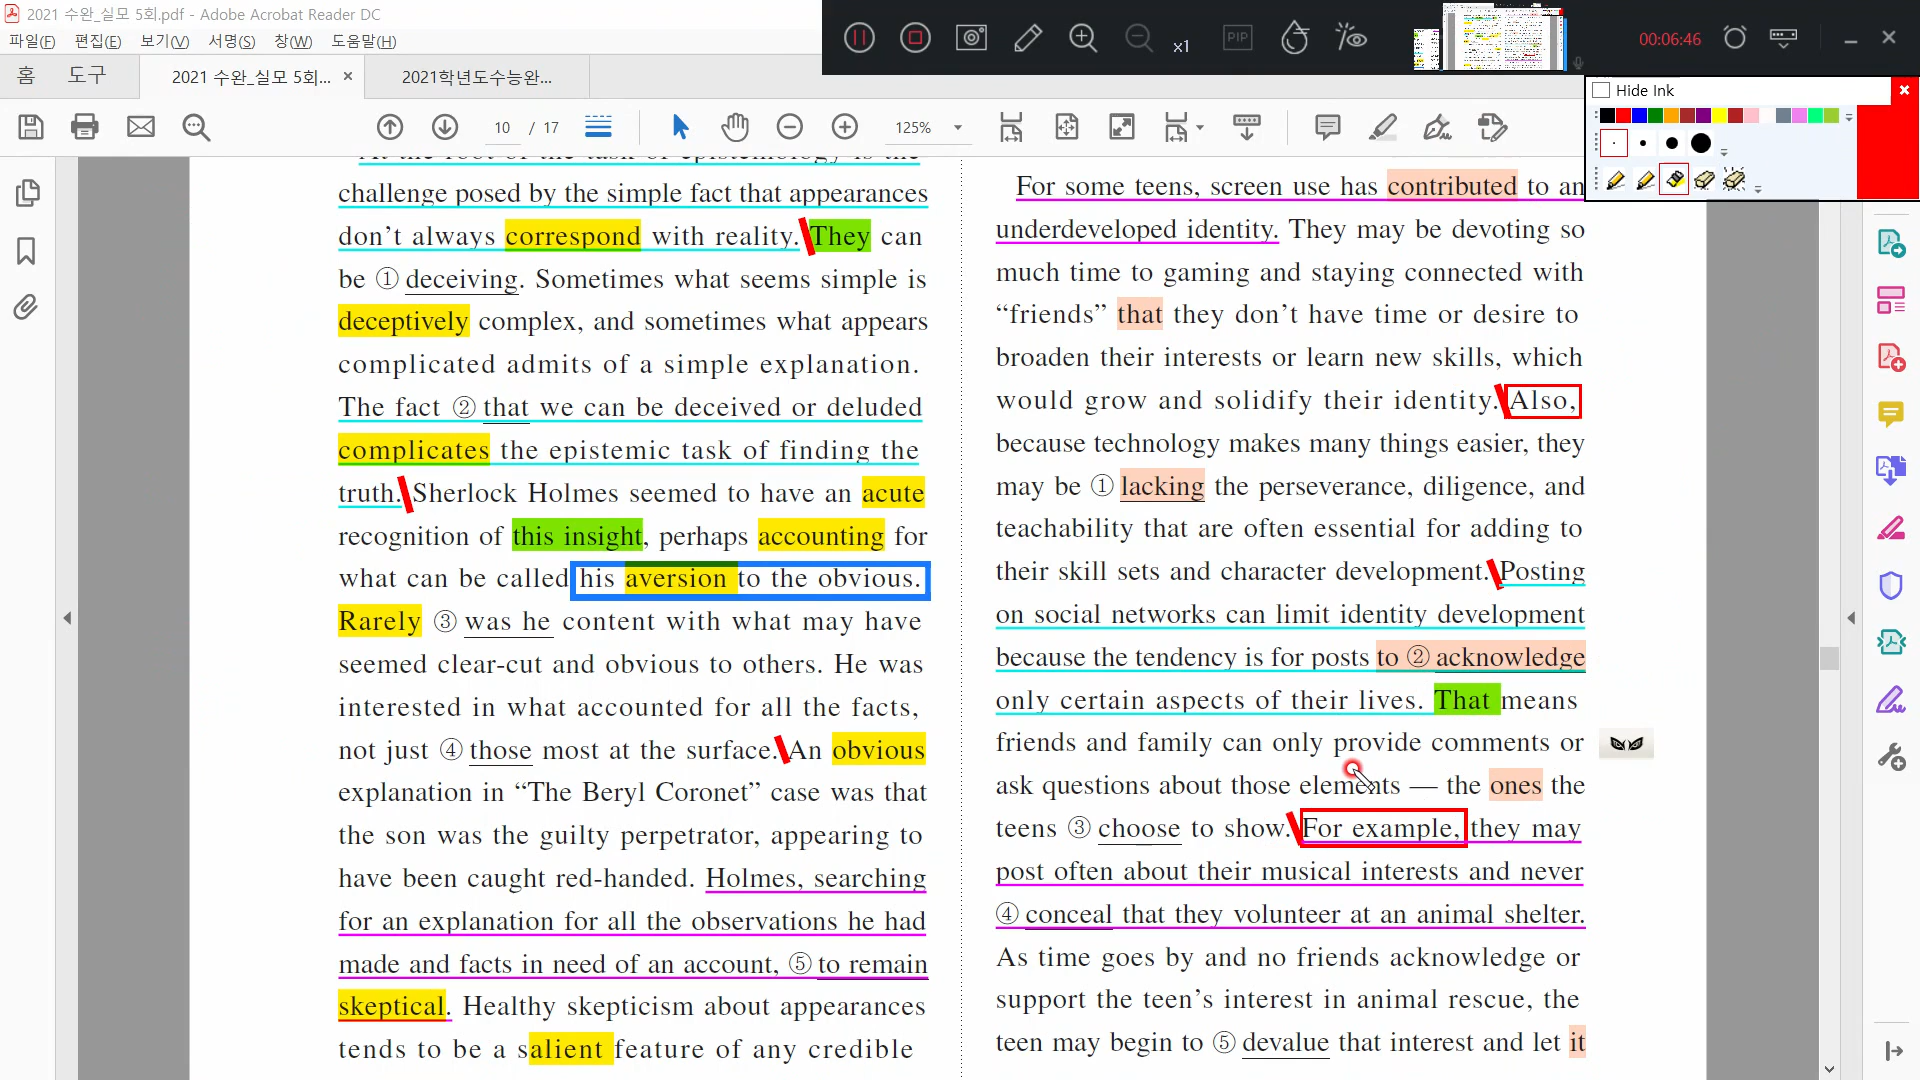 2021 수완_실모 5회.pdf - Adobe Acrobat Reader DC
파일(F) 편집(E) 보기(V) 서명(S) 창(W) 도움말(H)
x1
PIP
00:06:46
홈 도구 2021 수완_실모 5회... × 2021학년도수능완...
Hide Ink
10 / 17
125%
challenge posed by the simple fact that appearances
don't always correspond with reality. They can
be ① deceiving. Sometimes what seems simple is
deceptively complex, and sometimes what appears
complicated admits of a simple explanation.
The fact ② that we can be deceived or deluded
complicates the epistemic task of finding the
truth. Sherlock Holmes seemed to have an acute
recognition of this insight, perhaps accounting for
what can be called his aversion to the obvious.
Rarely ③ was he content with what may have
seemed clear-cut and obvious to others. He was
interested in what accounted for all the facts,
not just ④ those most at the surface. An obvious
explanation in “The Beryl Coronet” case was that
the son was the guilty perpetrator, appearing to
have been caught red-handed. Holmes, searching
for an explanation for all the observations he had
made and facts in need of an account, ⑤ to remain
skeptical. Healthy skepticism about appearances
tends to be a salient feature of any credible
For some teens, screen use has contributed to an
underdeveloped identity. They may be devoting so
much time to gaming and staying connected with
“friends” that they don't have time or desire to
broaden their interests or learn new skills, which
would grow and solidify their identity. Also,
because technology makes many things easier, they
may be ① lacking the perseverance, diligence, and
teachability that are often essential for adding to
their skill sets and character development. Posting
on social networks can limit identity development
because the tendency is for posts to ② acknowledge
only certain aspects of their lives. That means
friends and family can only provide comments or
ask questions about those elements — the ones the
teens ③ choose to show. For example, they may
post often about their musical interests and never
④ conceal that they volunteer at an animal shelter.
As time goes by and no friends acknowledge or
support the teen's interest in animal rescue, the
teen may begin to ⑤ devalue that interest and let it